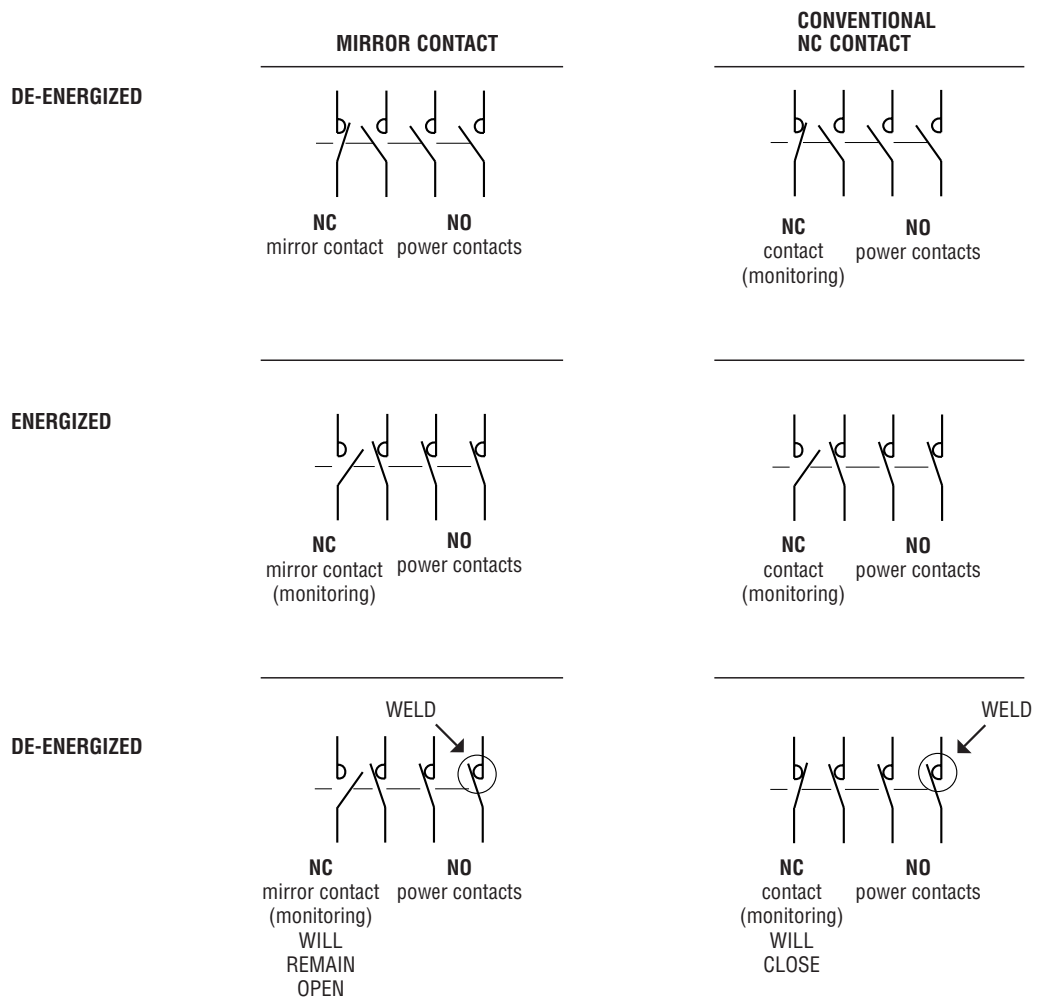 MIRROR CONTACT
CONVENTIONAL
NC CONTACT
DE-ENERGIZED
NC
mirror contact
NO
power contacts
NC
contact
(monitoring)
NO
power contacts
ENERGIZED
NC
mirror contact
(monitoring)
NO
power contacts
NC
contact
(monitoring)
NO
power contacts
DE-ENERGIZED
WELD
NC
mirror contact
(monitoring)
WILL
REMAIN
OPEN
NO
power contacts
WELD
NC
contact
(monitoring)
WILL
CLOSE
NO
power contacts